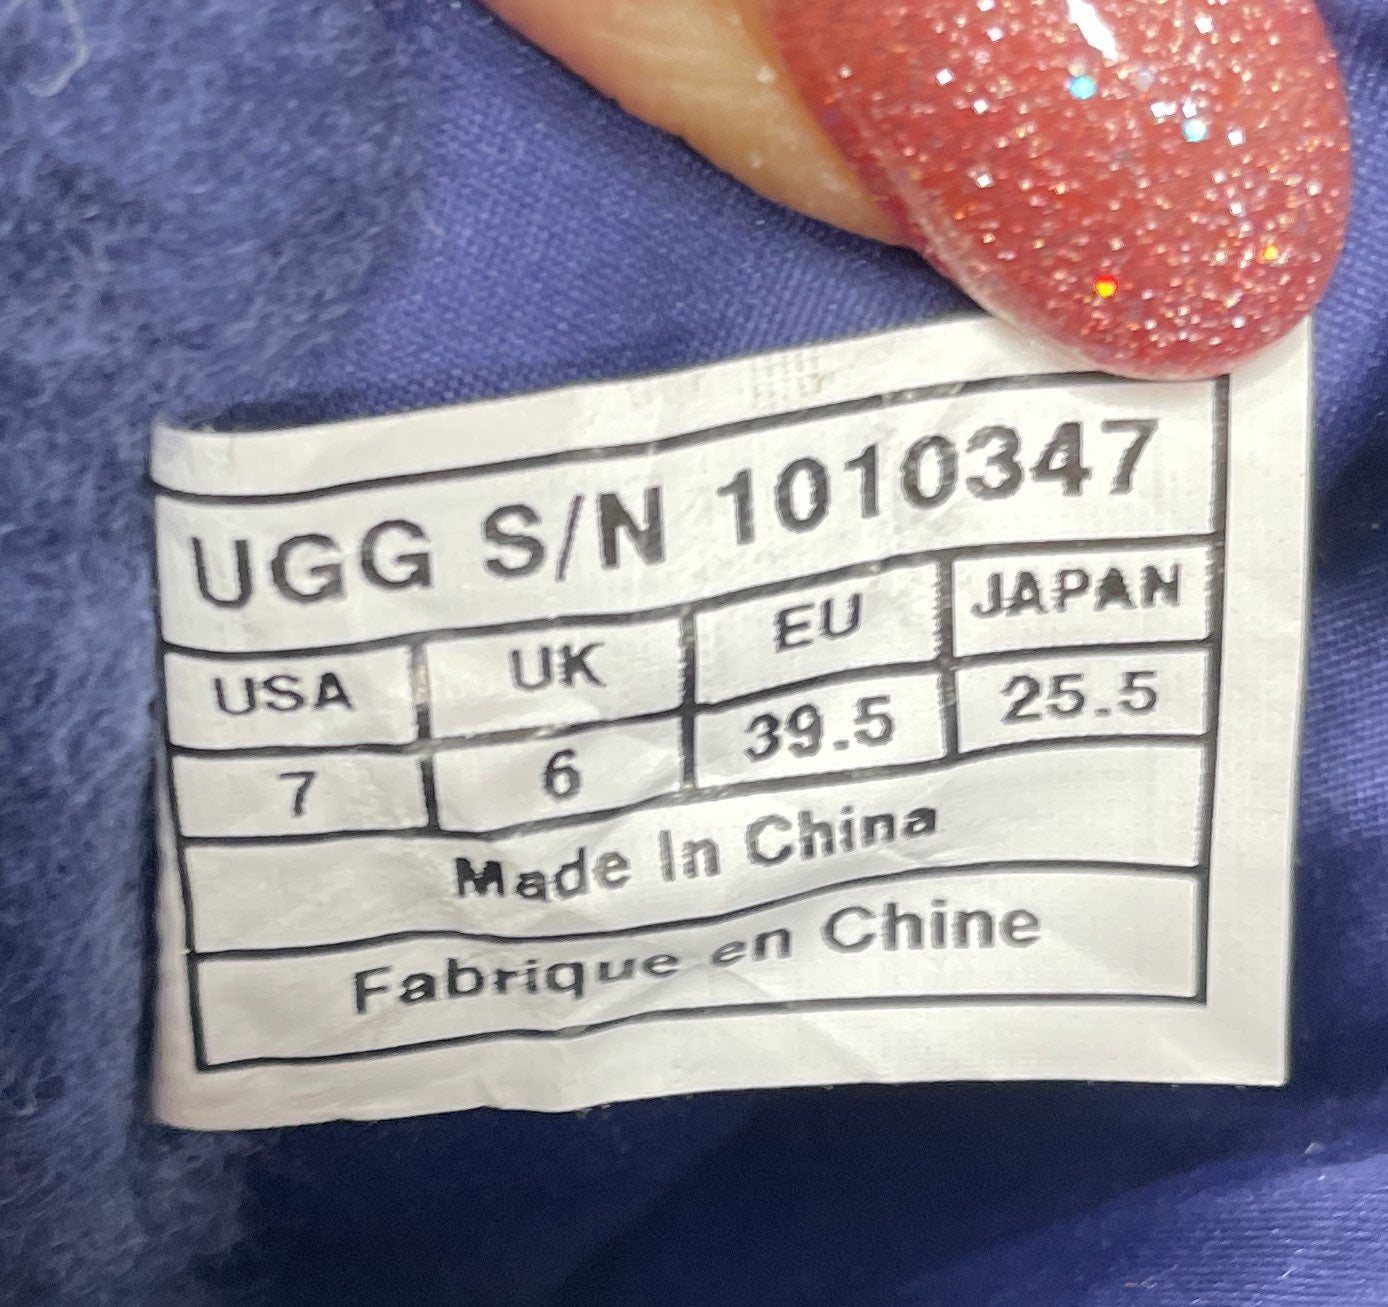 UGG S/N 1010347
USA UK EU JAPAN
7 6 39.5 25.5
Made In China
Fabrique en Chine